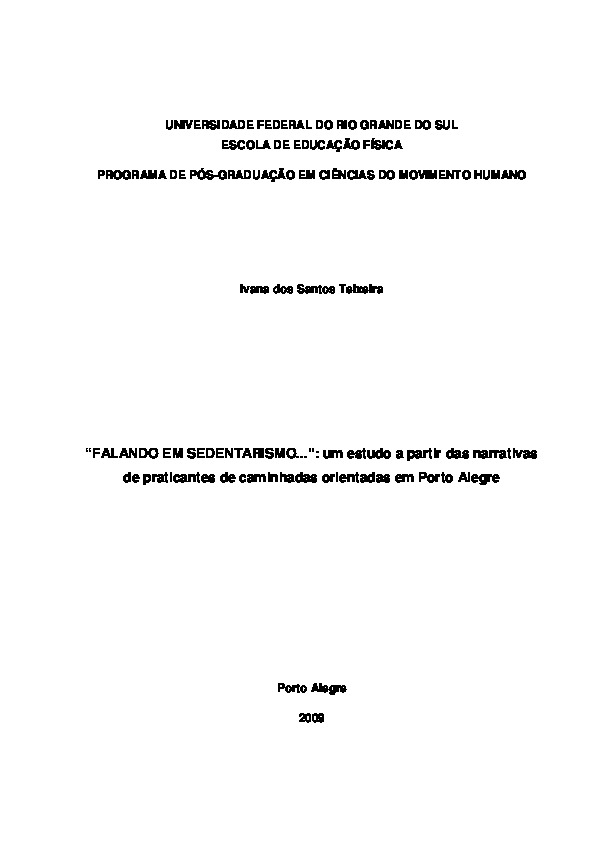 UNIVERSIDADE FEDERAL DO RIO GRANDE DO SUL
ESCOLA DE EDUCAÇÃO FÍSICA
PROGRAMA DE PÓS-GRADUAÇÃO EM CIÊNCIAS DO MOVIMENTO HUMANO
Ivana dos Santos Teixeira
“FALANDO EM SEDENTARISMO...”: um estudo a partir das narrativas
de praticantes de caminhadas orientadas em Porto Alegre
Porto Alegre
2009